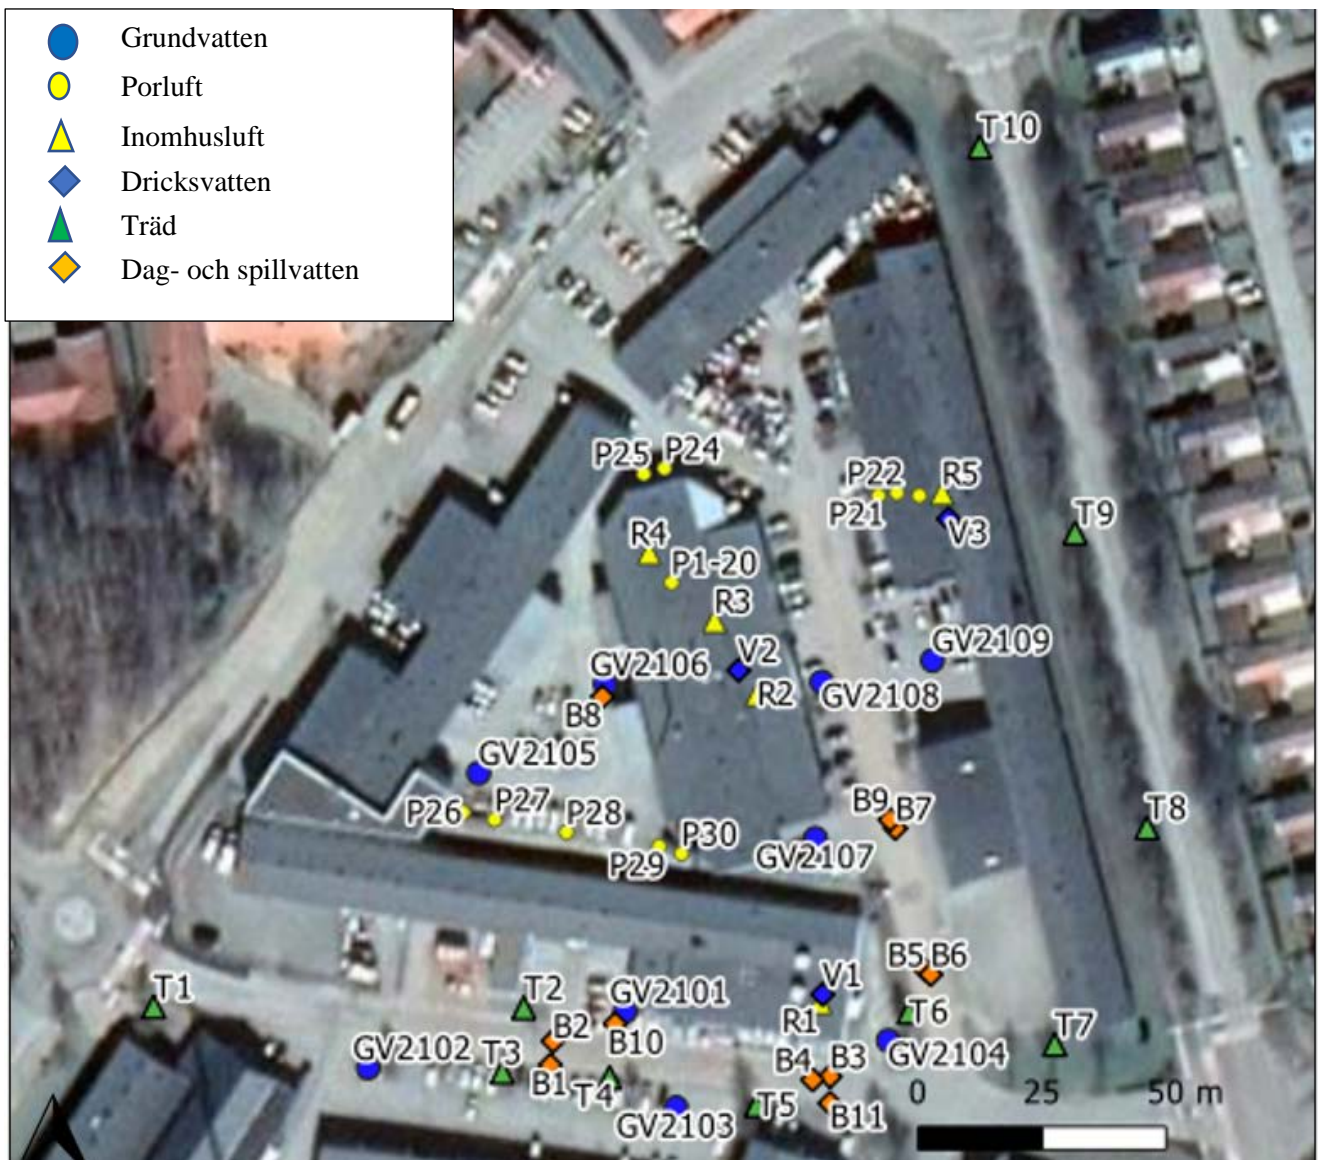 Grundvatten
Porluft
Inomhusluft
Dricksvatten
Träd
Dag- och spillvatten
T10
P25
P24
P22
R5
P21
V3
T9
R4
P1-20
R3
V2
GV2109
GV2106
R2
GV2108
B8
GV2105
P26
P27
P28
B9
B7
T8
P30
P29
GV2107
B5
B6
T1
T2
GV2101
V1
R1
T6
T7
B2
B10
GV2102
T3
GV2104
B1
T4
B4
B3
0
25
50 m
GV2103
T5
B11